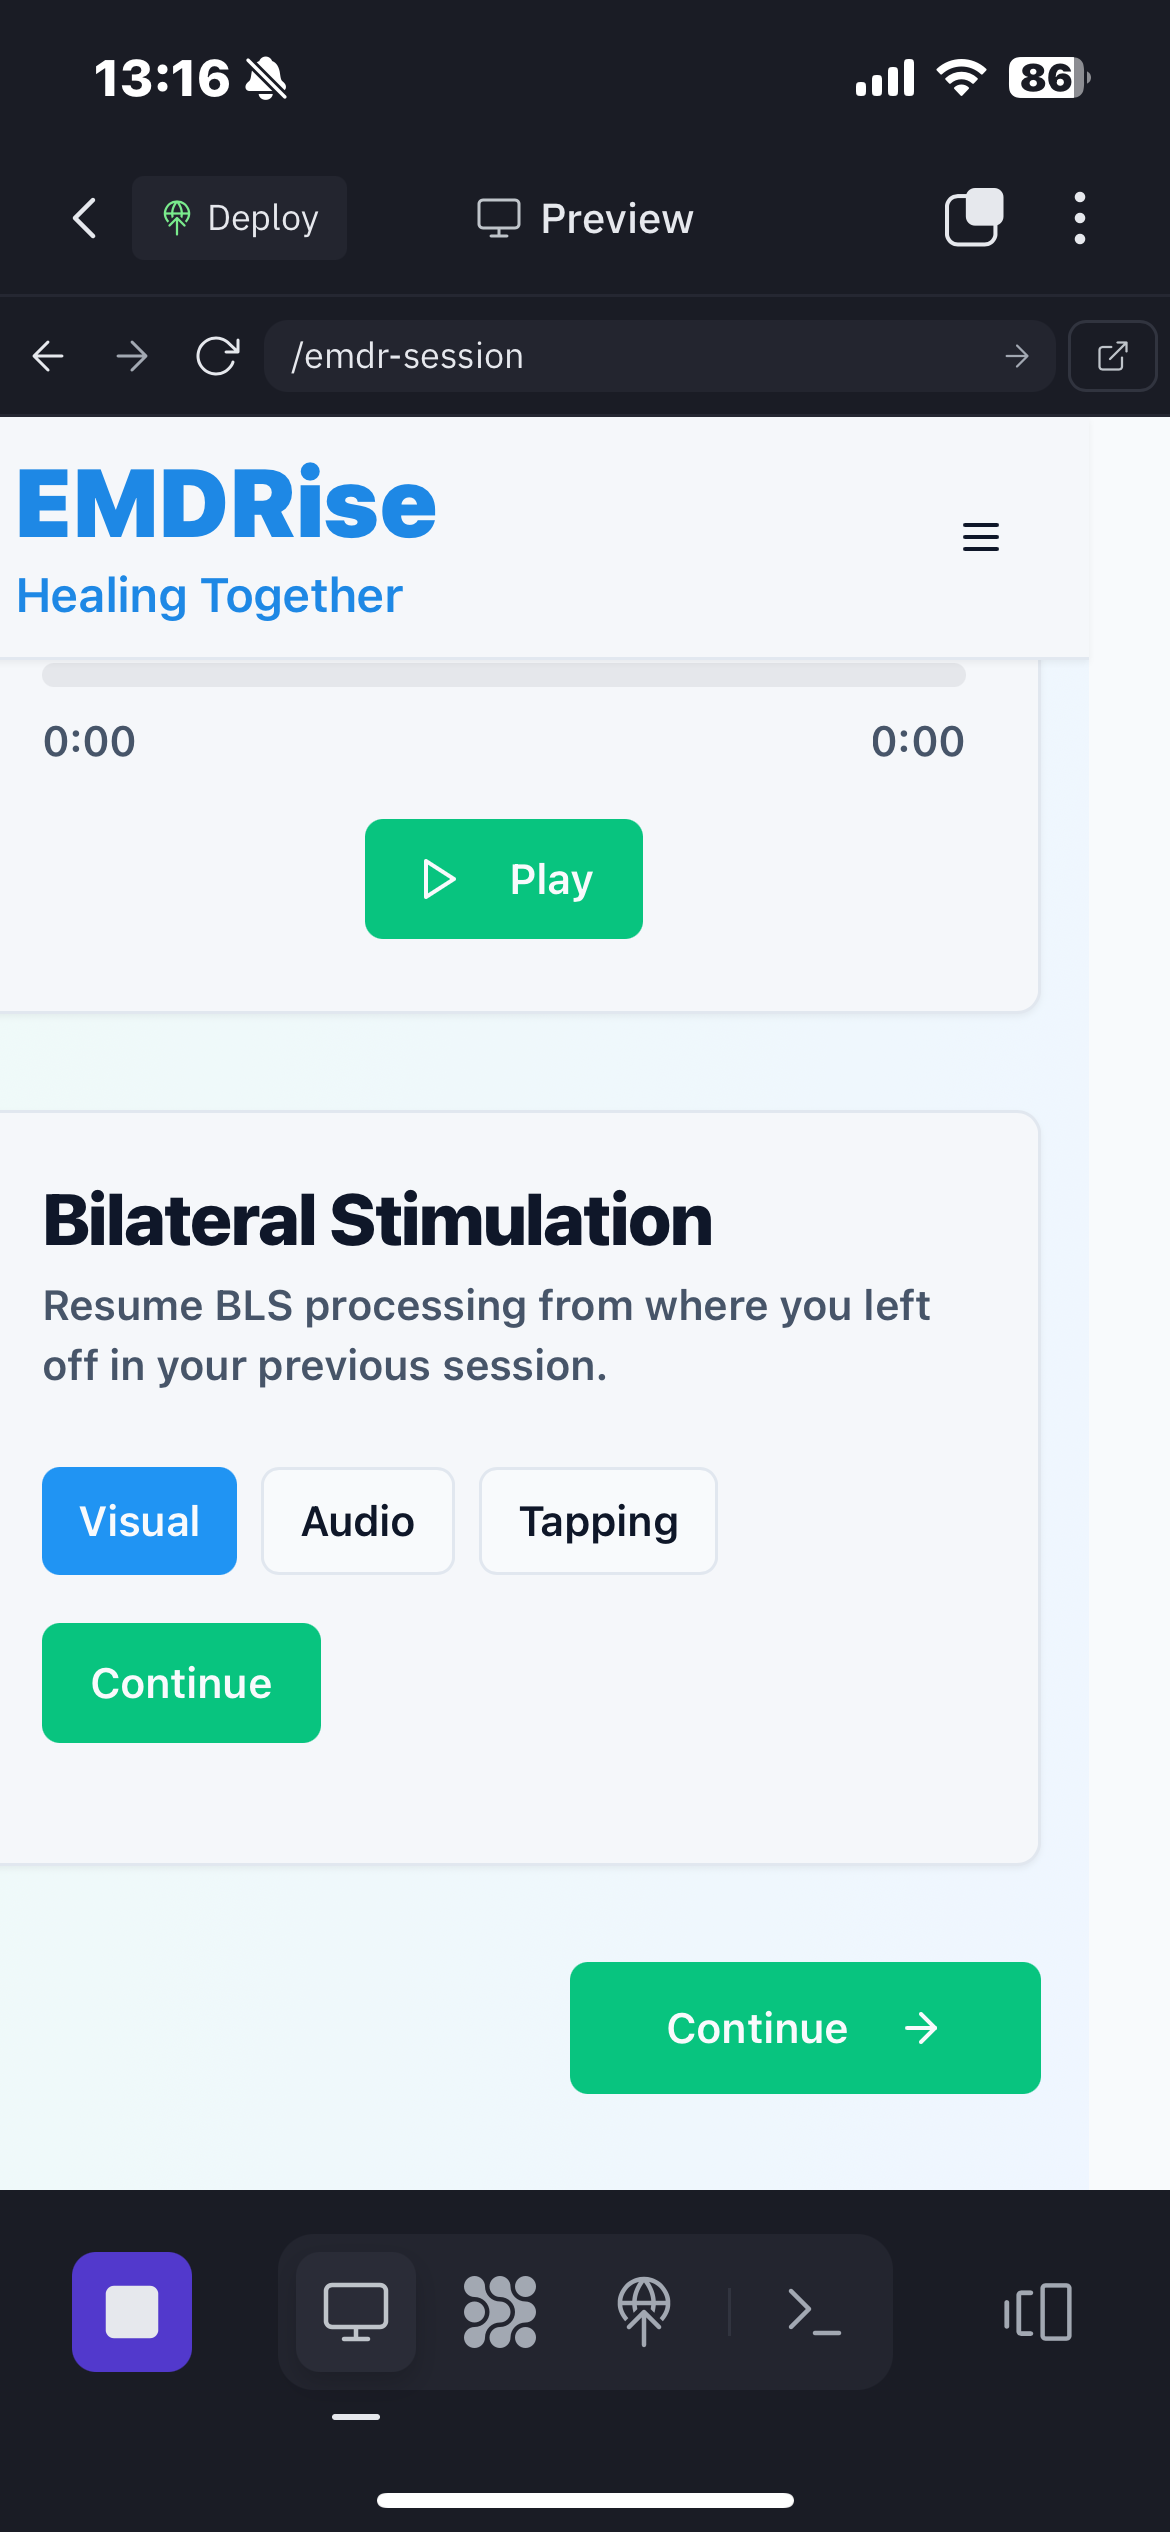 13:16
86
Deploy
Preview
/emdr-session
EMDRise
Healing Together
0:00 0:00
Play
Bilateral Stimulation
Resume BLS processing from where you left
off in your previous session.
Visual Audio Tapping
Continue
Continue